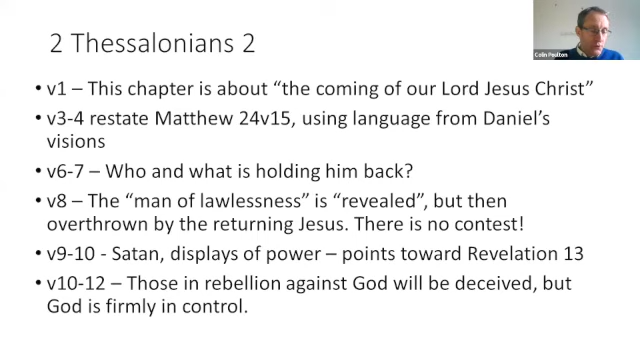 2 Thessalonians 2
Colin Poulton
• v1 – This chapter is about “the coming of our Lord Jesus Christ”
• v3-4 restate Matthew 24v15, using language from Daniel’s
visions
• v6-7 – Who and what is holding him back?
• v8 – The “man of lawlessness” is “revealed”, but then
overthrown by the returning Jesus. There is no contest!
• v9-10 - Satan, displays of power – points toward Revelation 13
• v10-12 – Those in rebellion against God will be deceived, but
God is firmly in control.